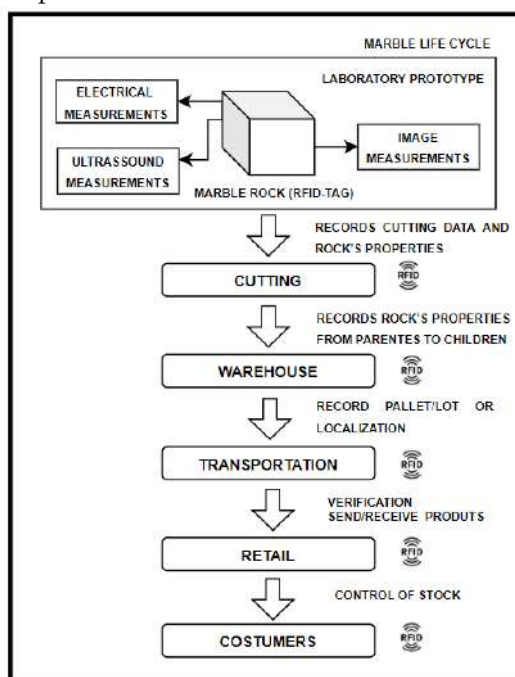 MARBLE LIFE CYCLE
LABORATORY PROTOTYPE
ELECTRICAL
MEASUREMENTS
ULTRASSOUND
MEASUREMENTS
IMAGE
MEASUREMENTS
MARBLE ROCK (RFID-TAG)
RECORDS CUTTING DATA AND
ROCK'S PROPERTIES
CUTTING
RFID
RECORDS ROCK'S PROPERTIES
FROM PARENTES TO CHILDREN
WAREHOUSE
RFID
RECORD PALLET/LOT OR
LOCALIZATION
TRANSPORTATION
RFID
VERIFICATION
SEND/RECEIVE PRODUTS
RETAIL
RFID
CONTROL OF STOCK
COSTUMERS
RFID